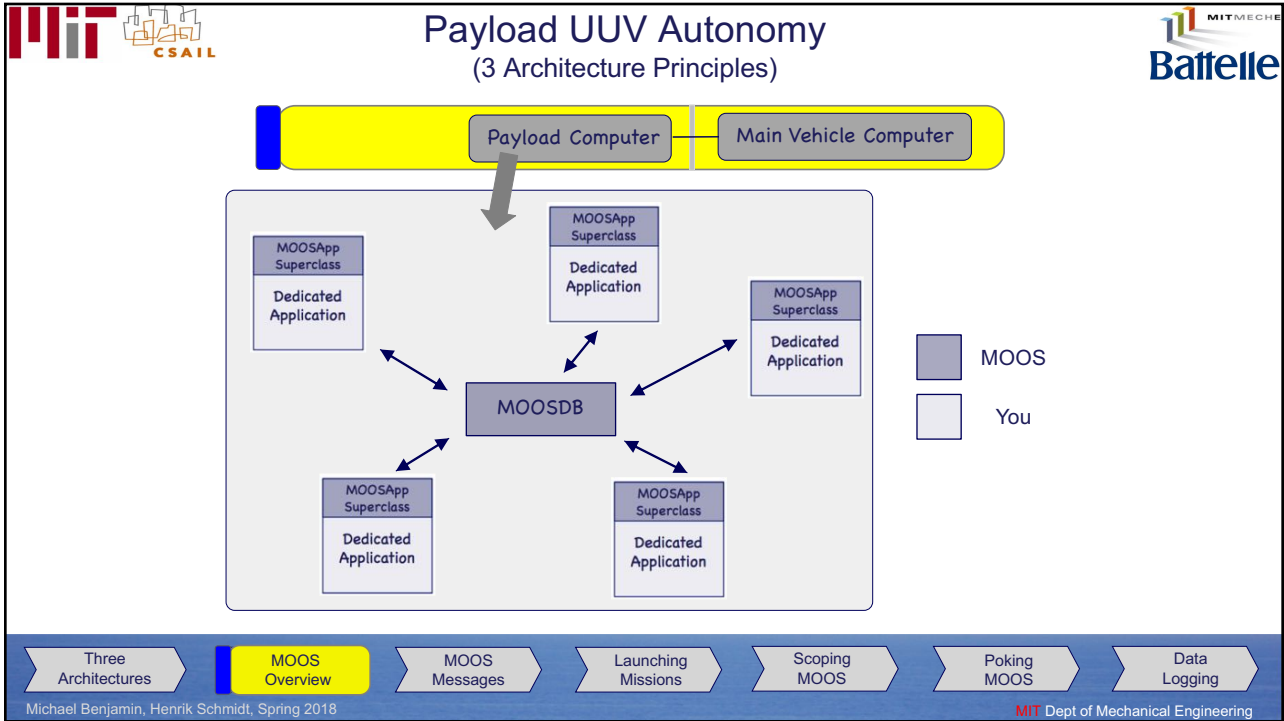 CSAIL
Payload UUV Autonomy
(3 Architecture Principles)
MITMECHE
Battelle
Payload Computer
Main Vehicle Computer
MOOSApp
Superclass
Dedicated
Application
MOOSApp
Superclass
Dedicated
Application
MOOSApp
Superclass
Dedicated
Application
MOOSDB
MOOSApp
Superclass
Dedicated
Application
MOOSApp
Superclass
Dedicated
Application
MOOS
You
Three
Architectures
MOOS
Overview
MOOS
Messages
Launching
Missions
Scoping
MOOS
Poking
MOOS
Data
Logging
Michael Benjamin, Henrik Schmidt, Spring 2018
MIT Dept of Mechanical Engineering